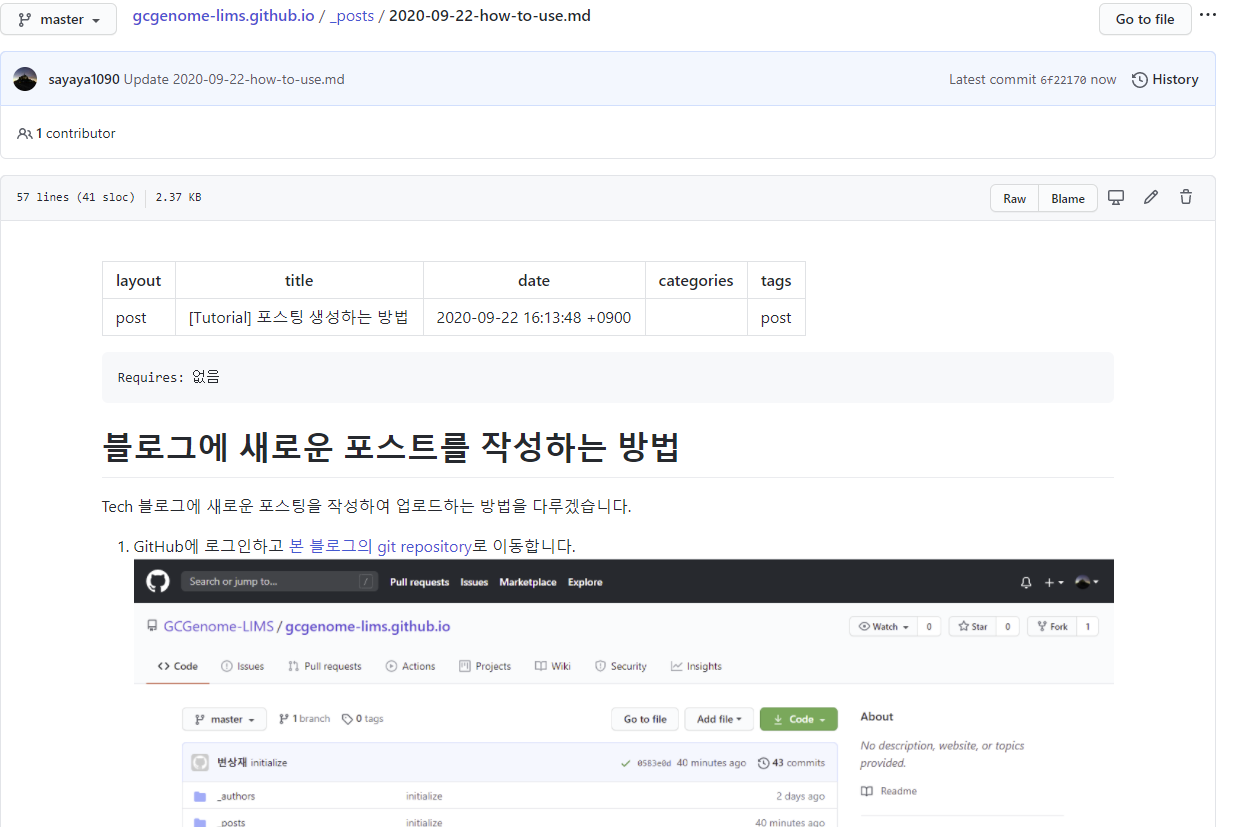 master
gcgenome-lims.github.io / _posts / 2020-09-22-how-to-use.md
Go to file
...
sayaya1090 Update 2020-09-22-how-to-use.md
Latest commit 6f22170 now
History
1 contributor
57 lines (41 sloc)
2.37 KB
Raw
Blame
layout title date categories tags
post [Tutorial] 포스팅 생성하는 방법 2020-09-22 16:13:48 +0900 post
Requires: 없음
블로그에 새로운 포스트를 작성하는 방법
Tech 블로그에 새로운 포스팅을 작성하여 업로드하는 방법을 다루겠습니다.
1. GitHub에 로그인하고 본 블로그의 git repository로 이동합니다.
Search or jump to... /
Pull requests Issues Marketplace Explore
GCGenome-LIMS / gcgenome-lims.github.io
Watch 0
Star 0
Fork 1
Code Issues Pull requests Actions Projects Wiki Security Insights
master
1 branch
0 tags
Go to file
Add file
Code
About
변상재 initialize
0583e0d 40 minutes ago
43 commits
No description, website, or topics
provided.
Readme
_authors initialize 2 days ago
_posts initialize 40 minutes ago